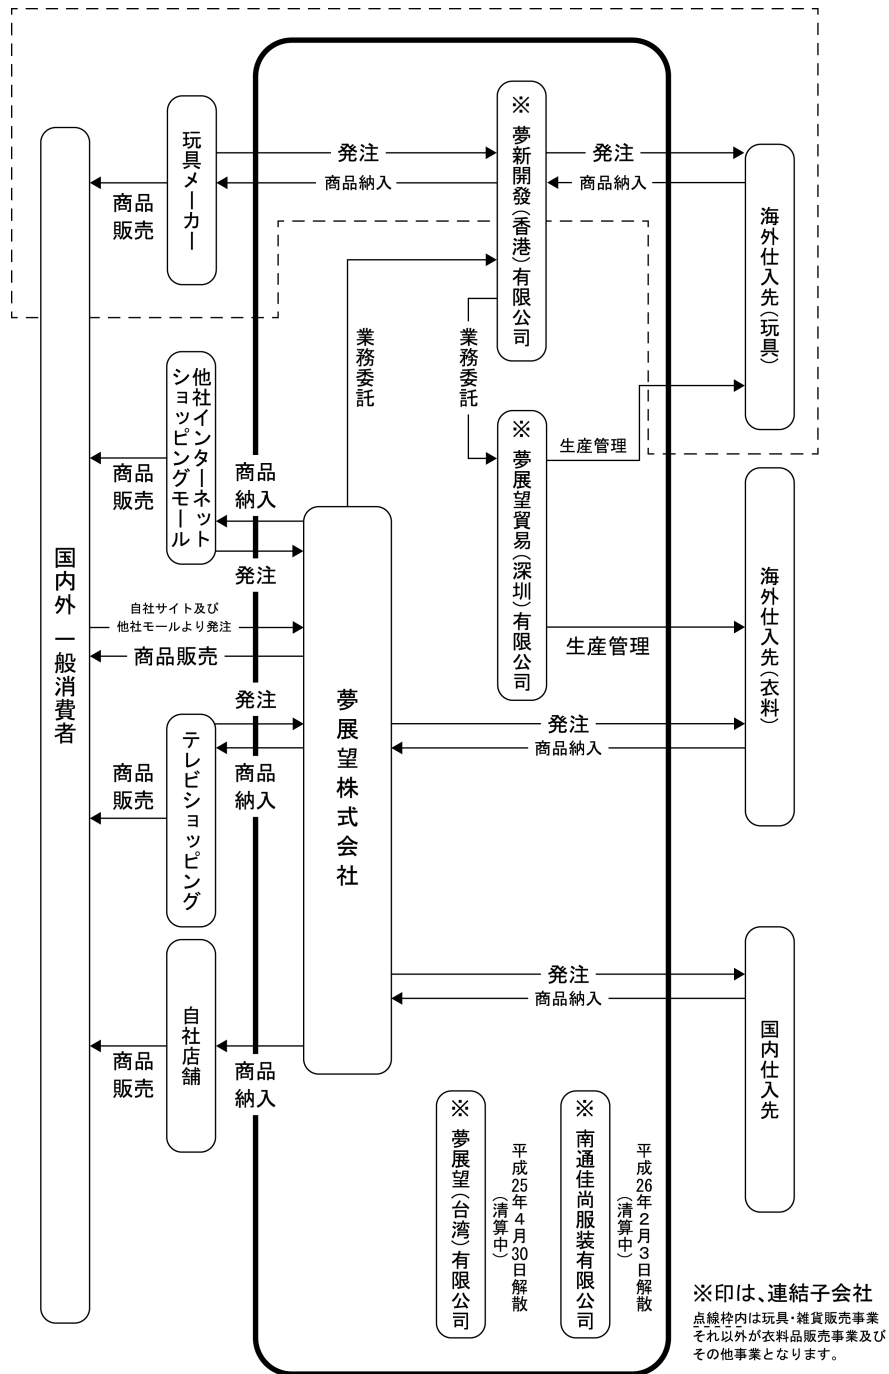 国内外 一般消費者
玩具メーカー
商品
販売
発注
商品納入
※ 夢新開發(香港)有限公司
発注
商品納入
海外仕入先(玩具)
業務委託
業務委託
他社インターネット
ショッピングモール
商品
販売
商品
納入
発注
※ 夢展望貿易(深圳)有限公司
生産管理
生産管理
海外仕入先(衣料)
自社サイト及び
他社モールより発注
商品販売
夢展望株式会社
発注
商品
納入
テレビショッピング
商品
販売
発注
商品納入
自社店舗
商品
販売
商品
納入
発注
商品納入
国内仕入先
※ 夢展望(台湾)有限公司
平成25年4月30日解散
(清算中)
※ 南通佳尚服装有限公司
平成26年2月3日解散
(清算中)
※印は、連結子会社
点線枠内は玩具・雑貨販売事業
それ以外が衣料品販売事業及び
その他事業となります。